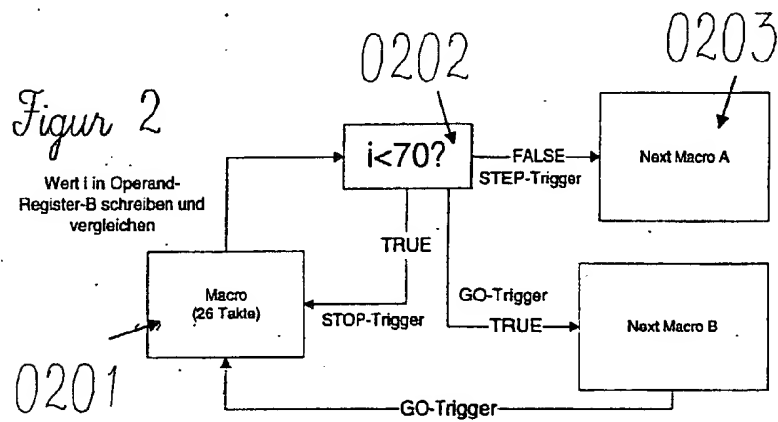 0202
0203
Figur 2
i<70?
FALSE
STEP-Trigger
Next Macro A
Wert i in Operand-
Register-B schreiben und
vergleichen
TRUE
Macro
(26 Takte)
STOP-Trigger
GO-Trigger
TRUE
Next Macro B
0201
GO-Trigger